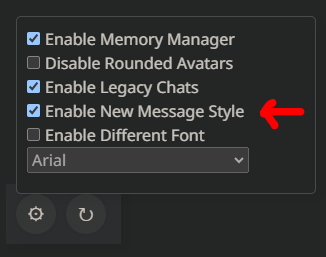 Enable Memory Manager
Disable Rounded Avatars
Enable Legacy Chats
Enable New Message Style
Enable Different Font
Arial